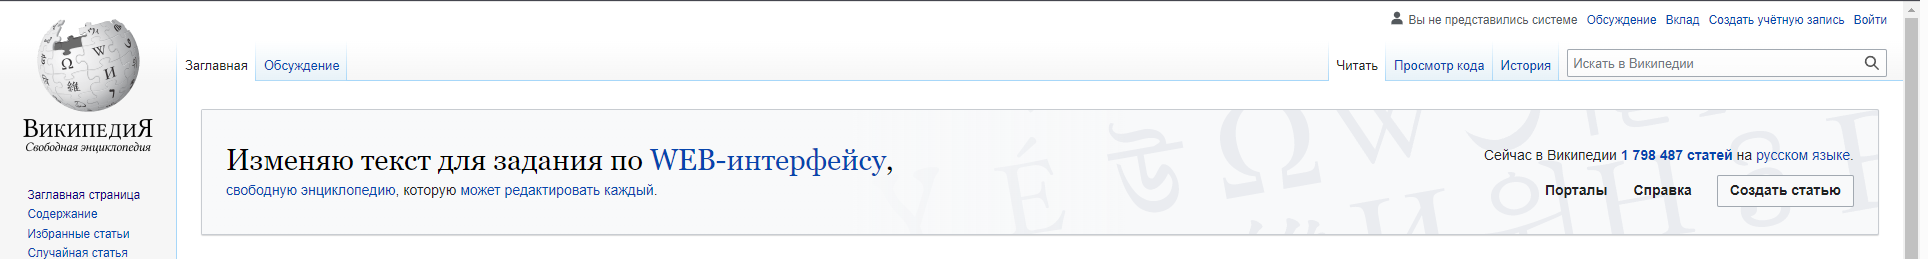 Вы не представились системе Обсуждение Вклад Создать учётную запись Войти
Заглавная Обсуждение Читать Просмотр кода История Искать в Википедии
ВикипедиЯ
Свободная энциклопедия
Заглавная страница
Содержание
Избранные статьи
Случайная статья
Изменяю текст для задания по WEB-интерфейсу,
свободную энциклопедию, которую может редактировать каждый.
Сейчас в Википедии 1 798 487 статей на русском языке.
Порталы Справка Создать статью